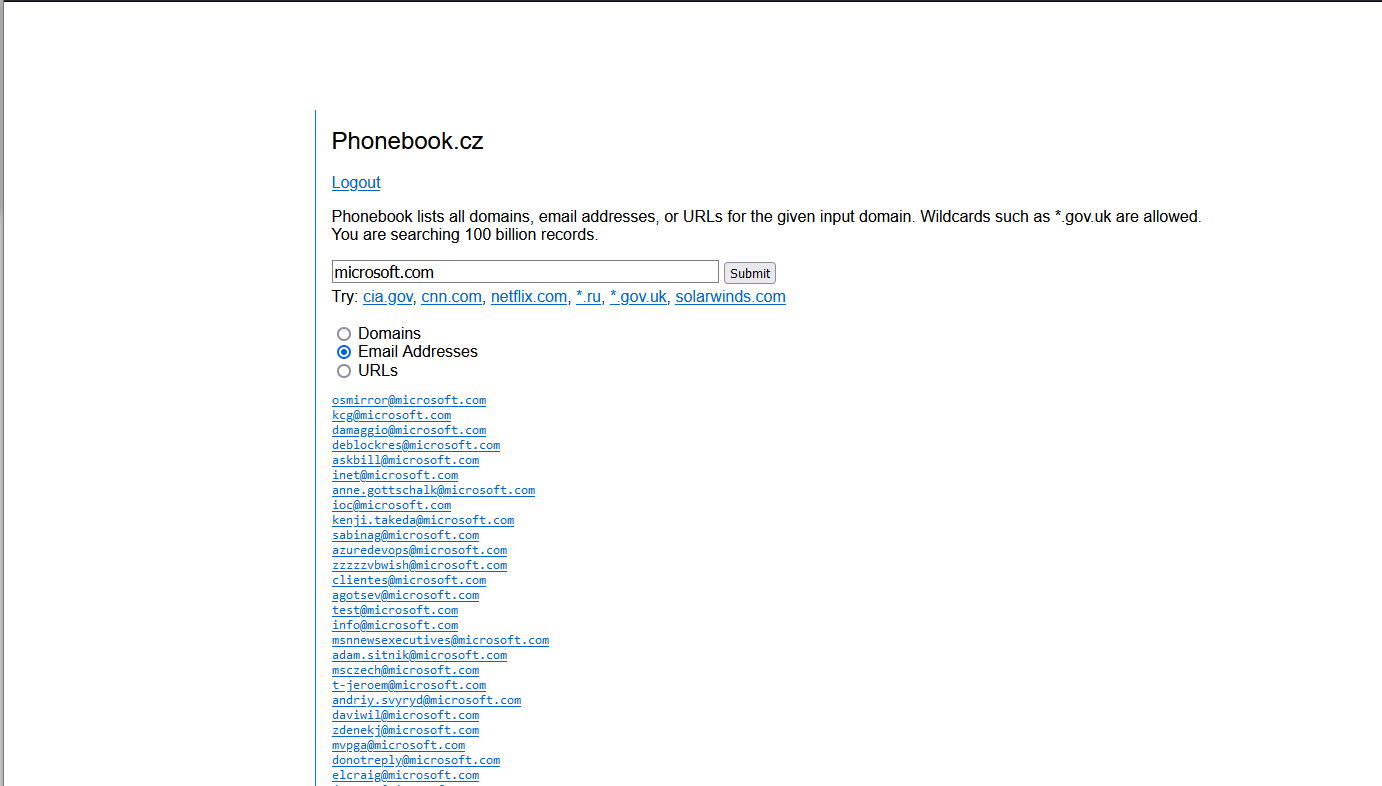 Phonebook.cz
Logout
Phonebook lists all domains, email addresses, or URLs for the given input domain. Wildcards such as *.gov.uk are allowed.
You are searching 100 billion records.
microsoft.com Submit
Try: cia.gov, cnn.com, netflix.com, *.ru, *.gov.uk, solarwinds.com
Domains
Email Addresses
URLs
osmirror@microsoft.com
kcg@microsoft.com
damaggio@microsoft.com
deblockres@microsoft.com
askbill@microsoft.com
inet@microsoft.com
anne.gottschalk@microsoft.com
ioc@microsoft.com
kenji.takeda@microsoft.com
sabinag@microsoft.com
azuredevops@microsoft.com
zzzzzvbwish@microsoft.com
clientes@microsoft.com
agotsev@microsoft.com
test@microsoft.com
info@microsoft.com
msnnewsexecutives@microsoft.com
adam.sitnik@microsoft.com
msczech@microsoft.com
t-jeroem@microsoft.com
andriy.svyryd@microsoft.com
daviwil@microsoft.com
zdenekj@microsoft.com
mvpga@microsoft.com
donotreply@microsoft.com
elcraig@microsoft.com